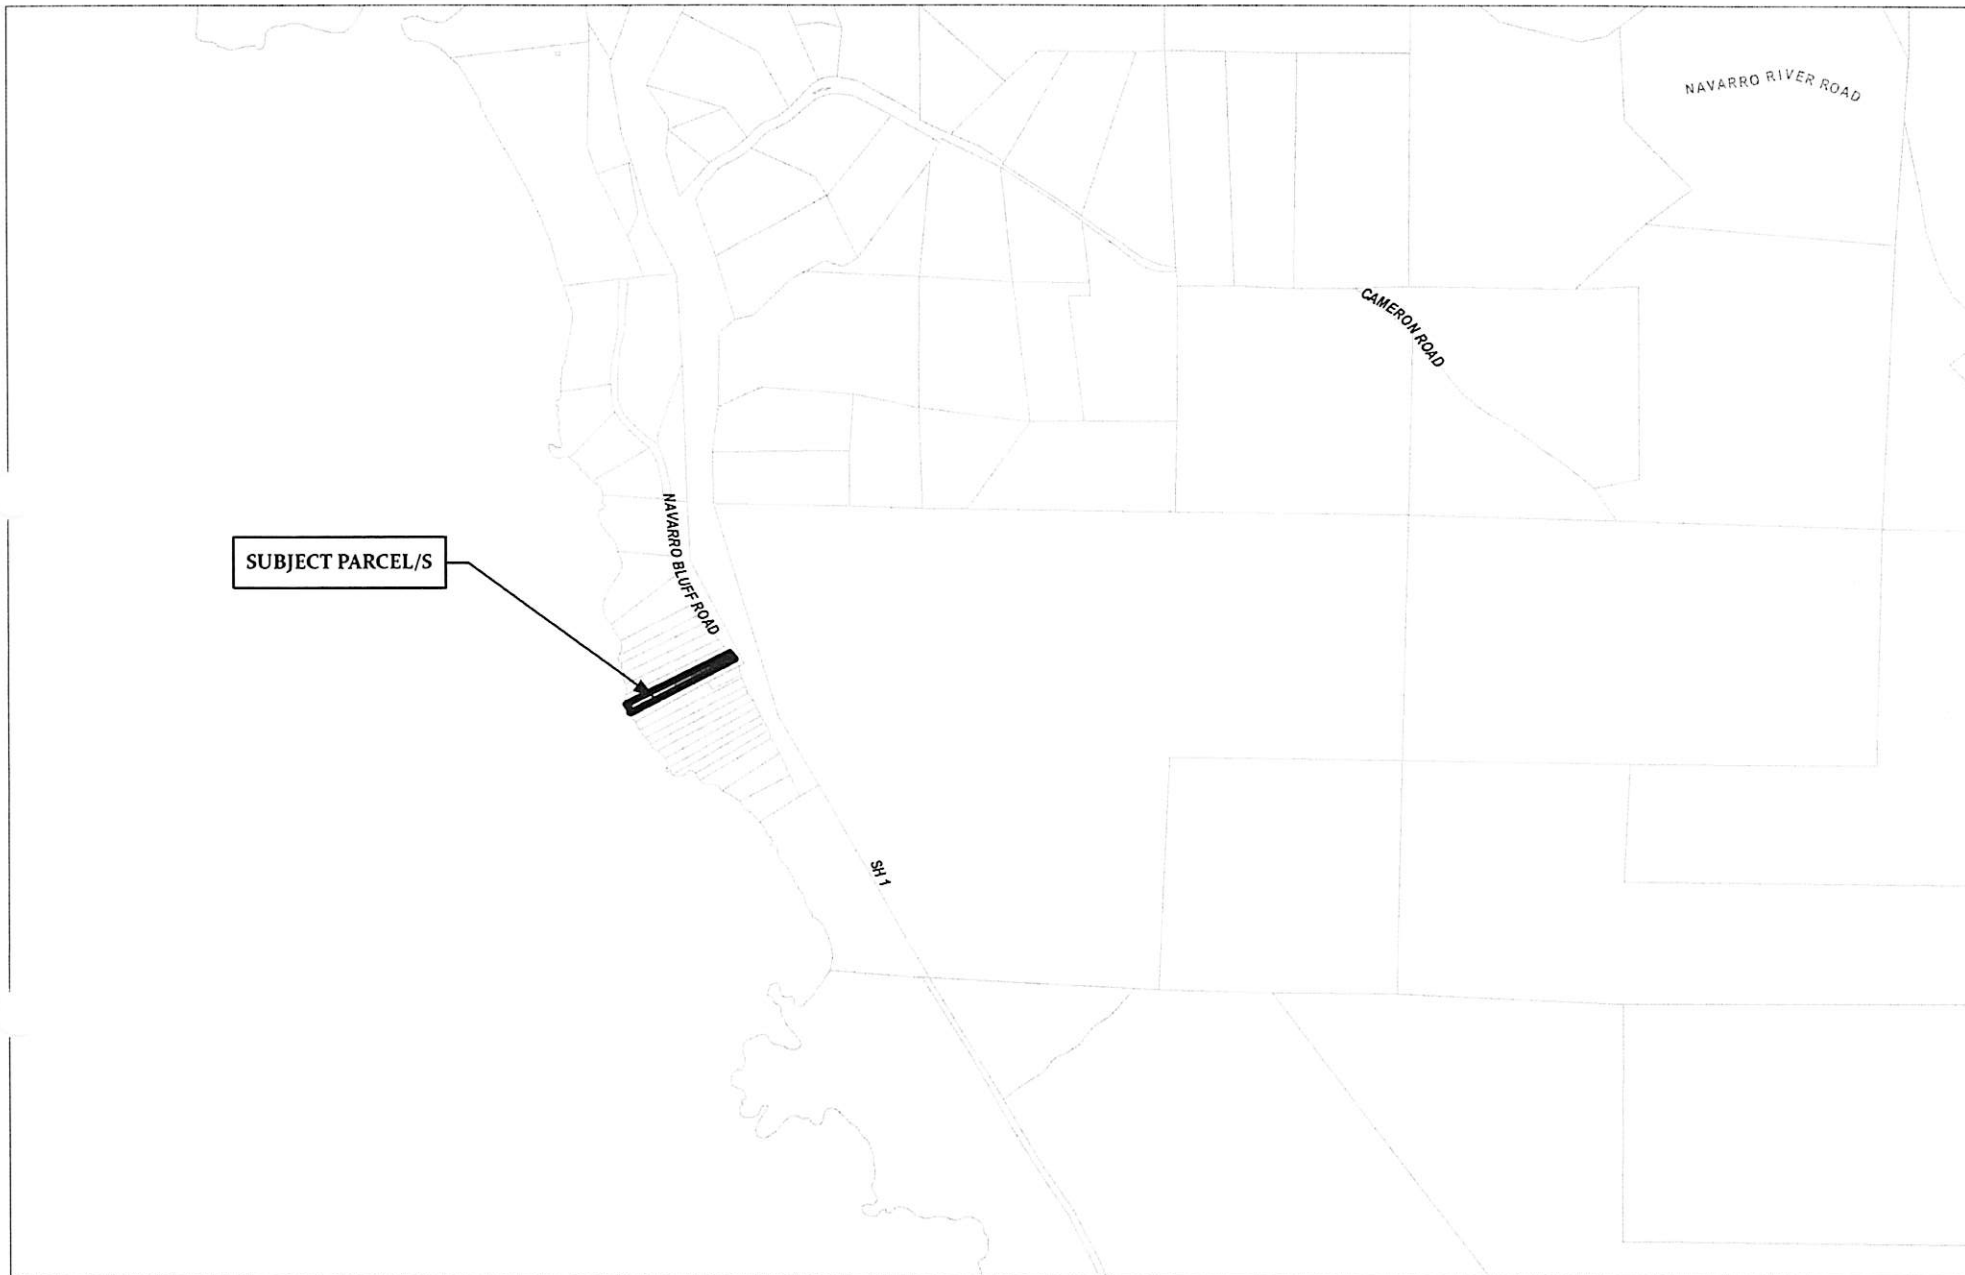 NAVARRO RIVER ROAD
CAMERON ROAD
NAVARRO BLUFF ROAD
SUBJECT PARCEL/S
SH 1